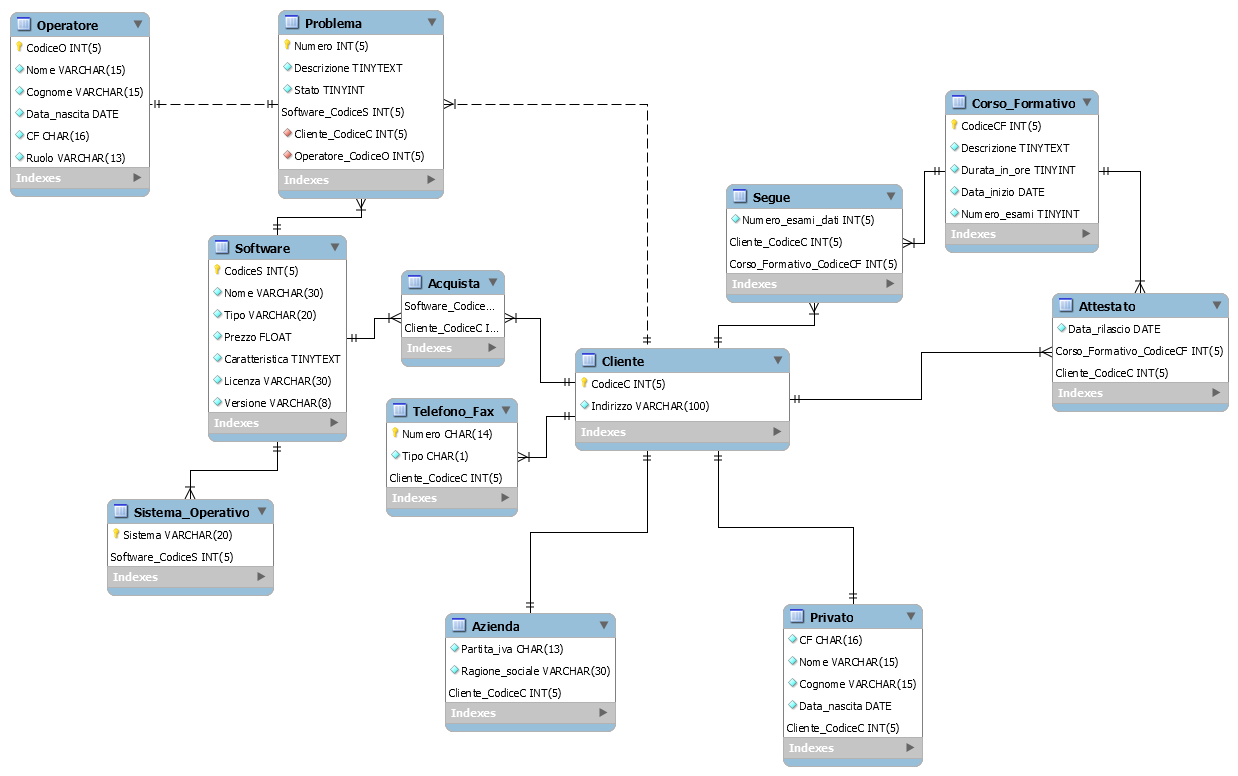 Operatore
CodiceO INT(5)
Nome VARCHAR(15)
Cognome VARCHAR(15)
Data_nascita DATE
CF CHAR(16)
Ruolo VARCHAR(13)
Indexes
Problema
Numero INT(5)
Descrizione TINYTEXT
Stato TINYINT
Software_CodiceS INT(5)
Cliente_CodiceC INT(5)
Operatore_CodiceO INT(5)
Indexes
Corso_Formativo
CodiceCF INT(5)
Descrizione TINYTEXT
Durata_in_ore TINYINT
Data_inizio DATE
Numero_esami TINYINT
Indexes
Segue
Numero_esami_dati INT(5)
Cliente_CodiceC INT(5)
Corso_Formativo_CodiceCF INT(5)
Indexes
Software
CodiceS INT(5)
Nome VARCHAR(30)
Tipo VARCHAR(20)
Prezzo FLOAT
Caratteristica TINYTEXT
Licenza VARCHAR(30)
Versione VARCHAR(8)
Indexes
Acquista
Software_Codice...
Cliente_CodiceC I...
Indexes
Attestato
Data_rilascio DATE
Corso_Formativo_CodiceCF INT(5)
Cliente_CodiceC INT(5)
Indexes
Cliente
CodiceC INT(5)
Indirizzo VARCHAR(100)
Indexes
Telefono_Fax
Numero CHAR(14)
Tipo CHAR(1)
Cliente_CodiceC INT(5)
Indexes
Sistema_Operativo
Sistema VARCHAR(20)
Software_CodiceS INT(5)
Indexes
Azienda
Partita_iva CHAR(13)
Ragione_sociale VARCHAR(30)
Cliente_CodiceC INT(5)
Indexes
Privato
CF CHAR(16)
Nome VARCHAR(15)
Cognome VARCHAR(15)
Data_nascita DATE
Cliente_CodiceC INT(5)
Indexes